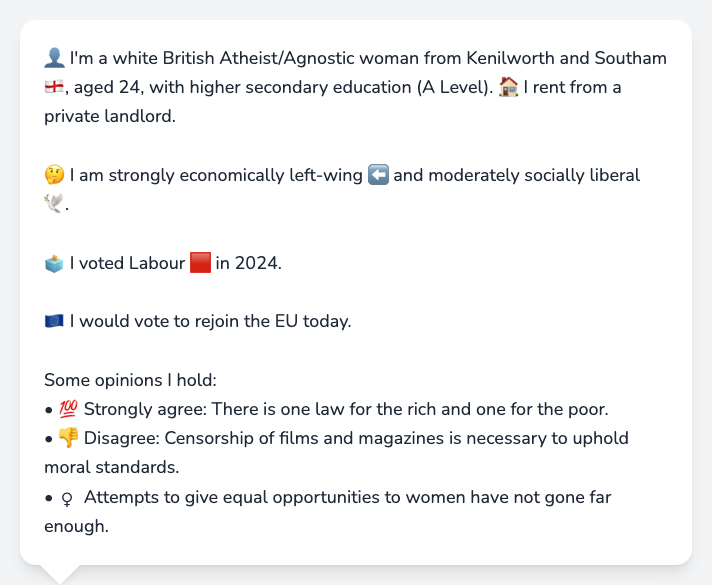 👤 I'm a white British Atheist/Agnostic woman from Kenilworth and Southam
🏴󠁧󠁢󠁥󠁮󠁧󠁿, aged 24, with higher secondary education (A Level). 🏠 I rent from a
private landlord.
🤔 I am strongly economically left-wing ⬅️ and moderately socially liberal
🕊️.
🗳️ I voted Labour 🟥 in 2024.
🇪🇺 I would vote to rejoin the EU today.
Some opinions I hold:
• 💯 Strongly agree: There is one law for the rich and one for the poor.
• 👎 Disagree: Censorship of films and magazines is necessary to uphold
moral standards.
• ♀ Attempts to give equal opportunities to women have not gone far
enough.